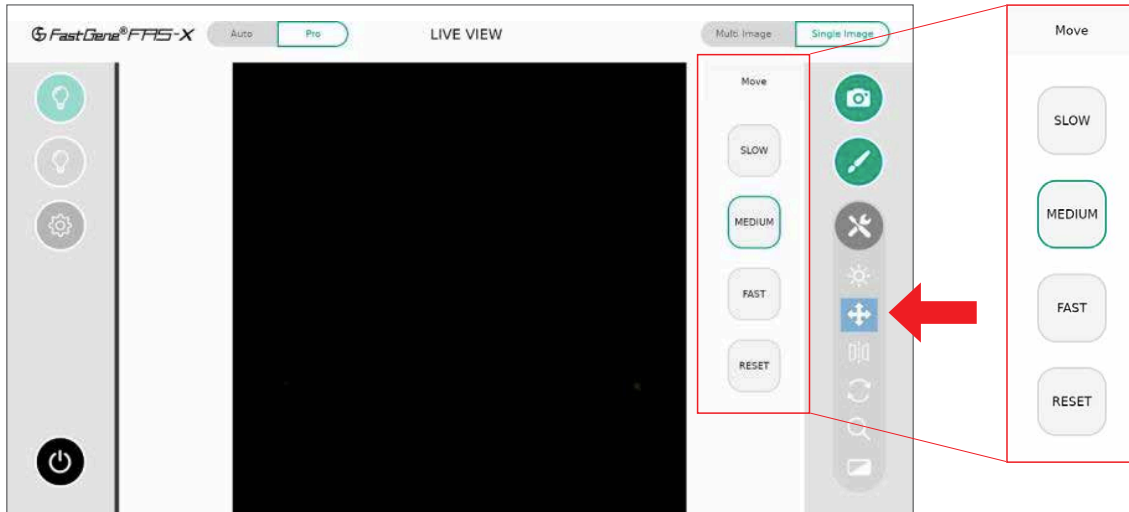 FastGene® FAS-X
Auto
Pro
LIVE VIEW
Multi Image
Single Image
Move
SLOW
MEDIUM
FAST
RESET
Move
SLOW
MEDIUM
FAST
RESET